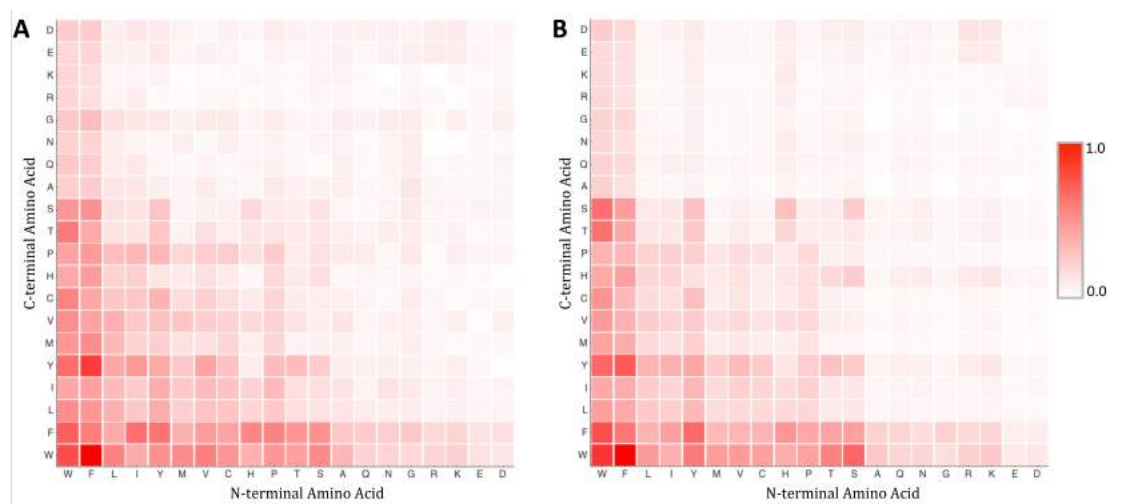 A
B
D
E
K
R
G
N
Q
A
S
T
P
H
C
V
M
Y
I
L
F
W
C-terminal Amino Acid
W F L I Y M V C H P T S A Q N G R K E D
N-terminal Amino Acid
D
E
K
R
G
N
Q
A
S
T
P
H
C
V
M
Y
I
L
F
W
C-terminal Amino Acid
W F L I Y M V C H P T S A Q N G R K E D
N-terminal Amino Acid
1.0
0.0